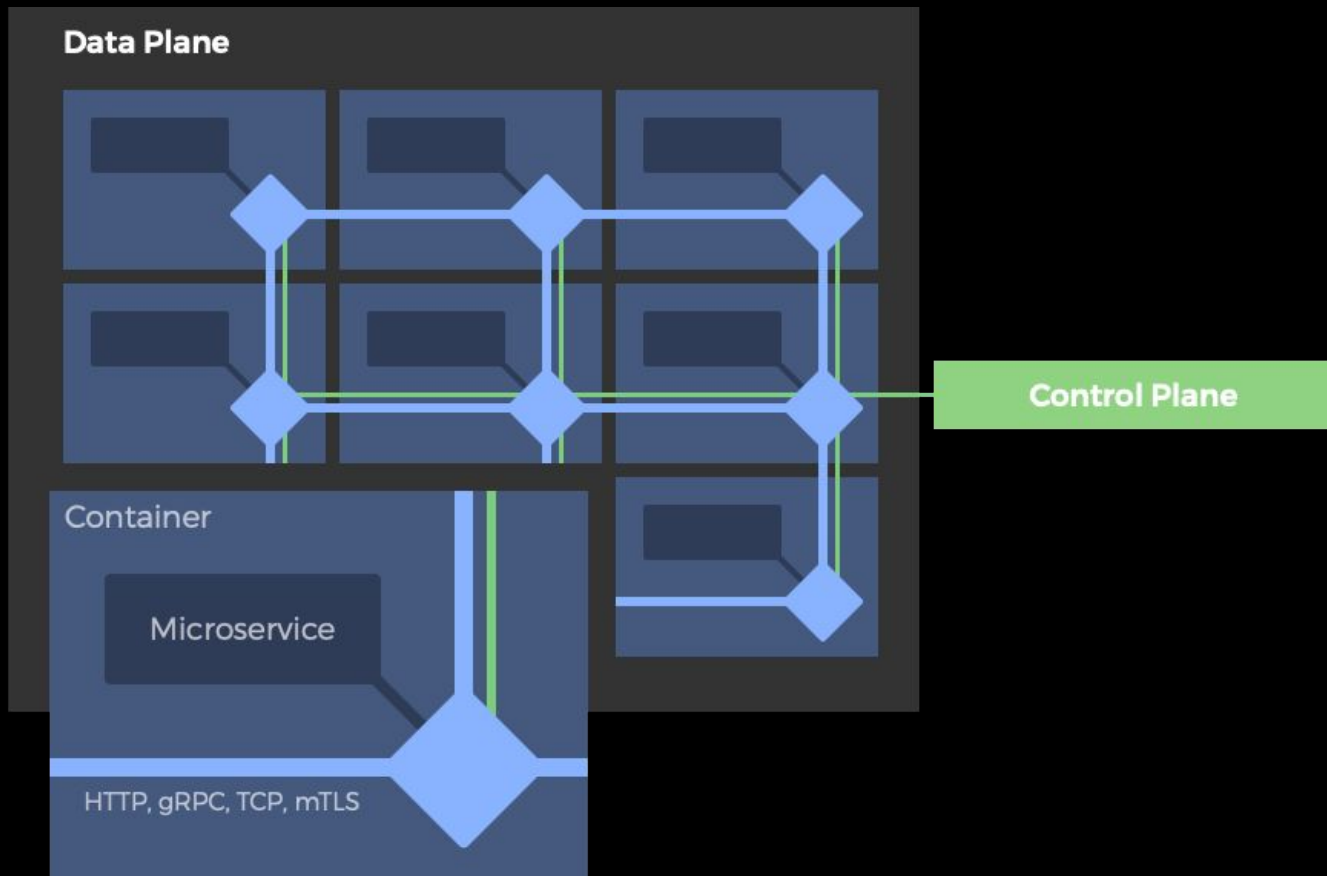 Data Plane
Control Plane
Container
Microservice
HTTP, gRPC, TCP, mTLS